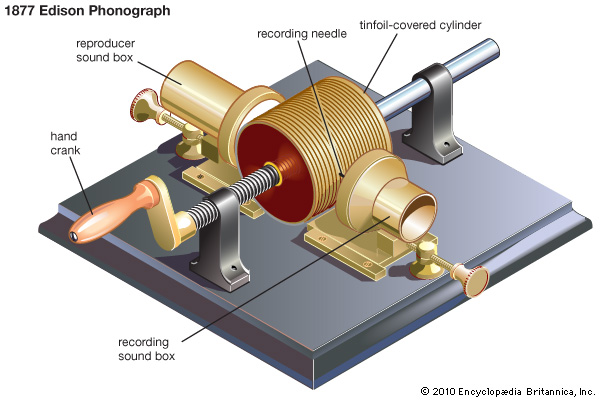 1877 Edison Phonograph
reproducer
sound box
recording needle
tinfoil-covered cylinder
hand
crank
recording
sound box
© 2010 Encyclopædia Britannica, Inc.